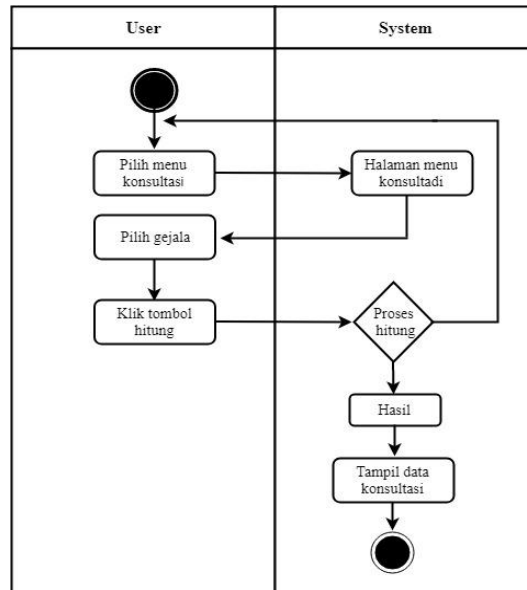 User
System
Pilih menu
konsultasi
Halaman menu
konsultadi
Pilih gejala
Klik tombol
hitung
Proses
hitung
Hasil
Tampil data
konsultasi